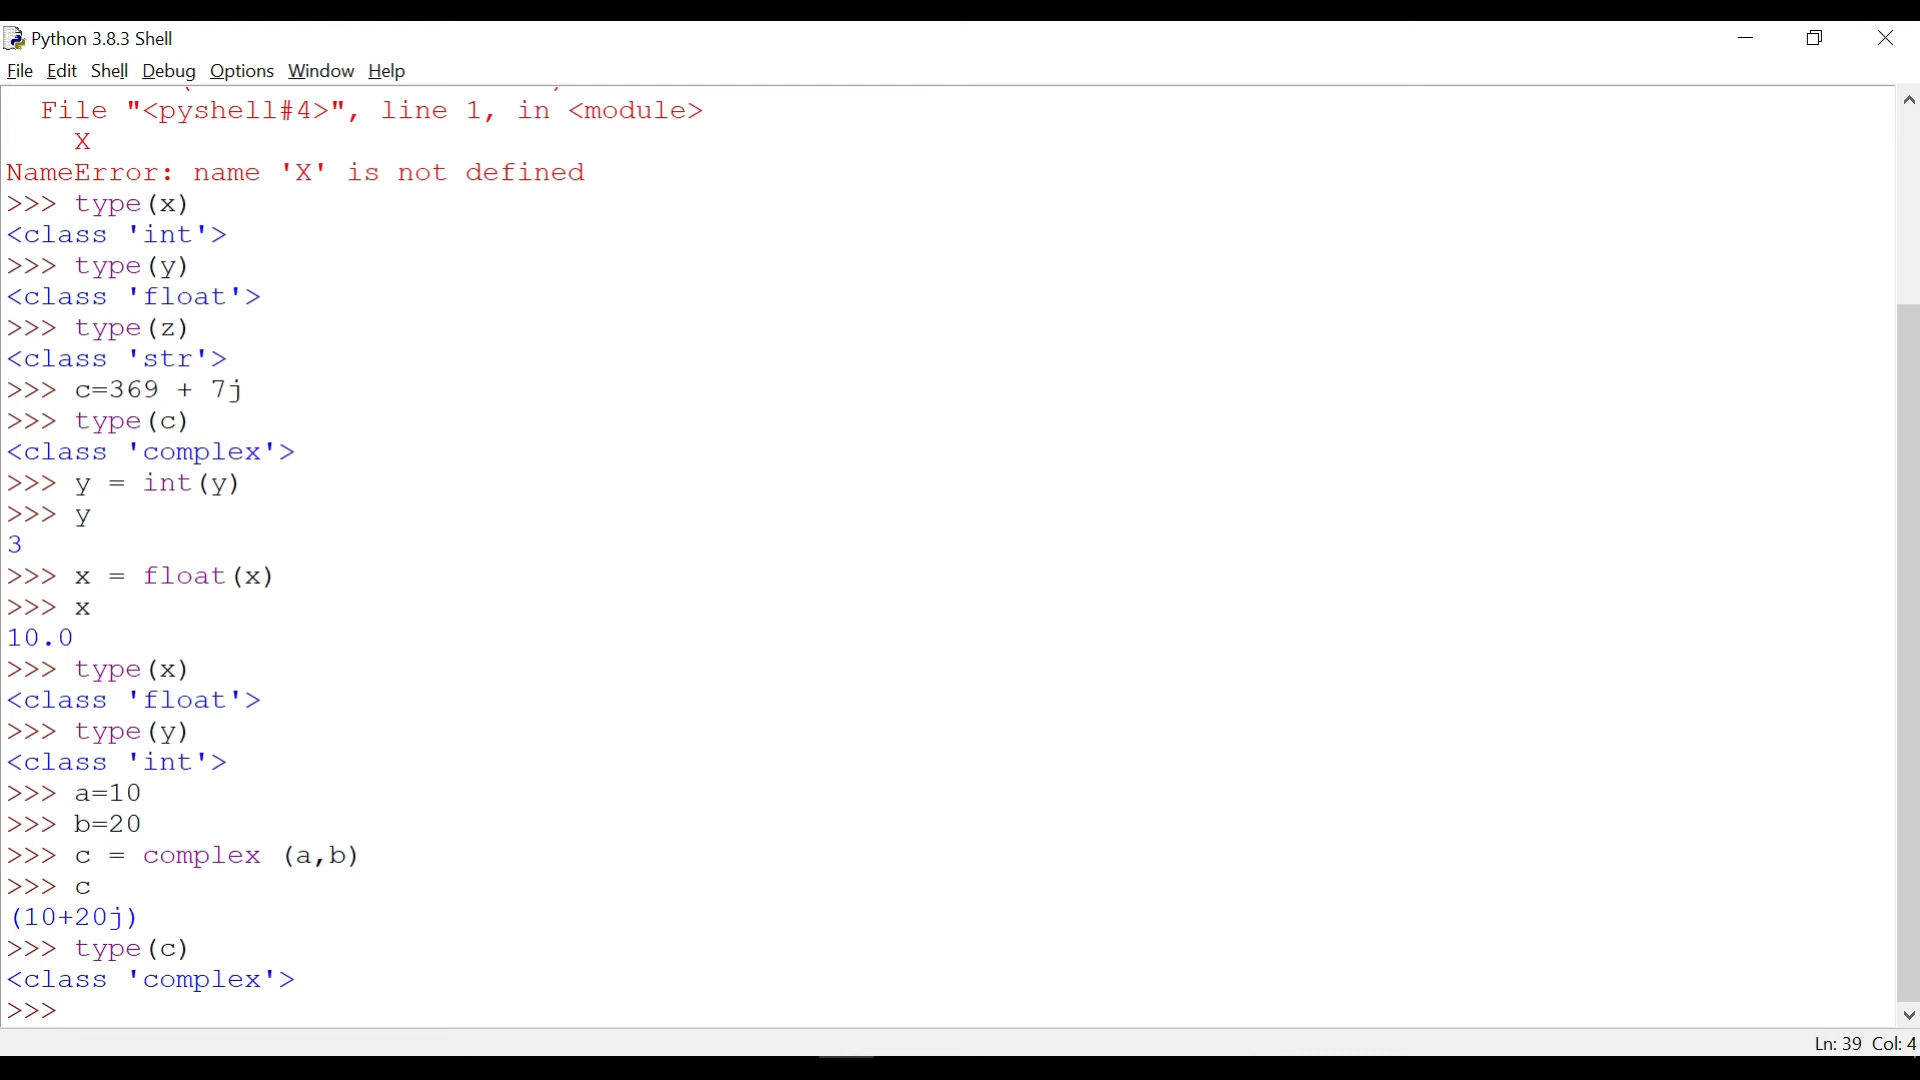 Python 3.8.3 Shell
File Edit Shell Debug Options Window Help
File "<pyshell#4>", line 1, in <module>
X
NameError: name 'X' is not defined
>>> type(x)
<class 'int'>
>>> type(y)
<class 'float'>
>>> type(z)
<class 'str'>
>>> c=369 + 7j
>>> type(c)
<class 'complex'>
>>> y = int(y)
>>> y
3
>>> x = float(x)
>>> x
10.0
>>> type(x)
<class 'float'>
>>> type(y)
<class 'int'>
>>> a=10
>>> b=20
>>> c = complex (a,b)
>>> c
(10+20j)
>>> type(c)
<class 'complex'>
>>>
Ln: 39 Col: 4